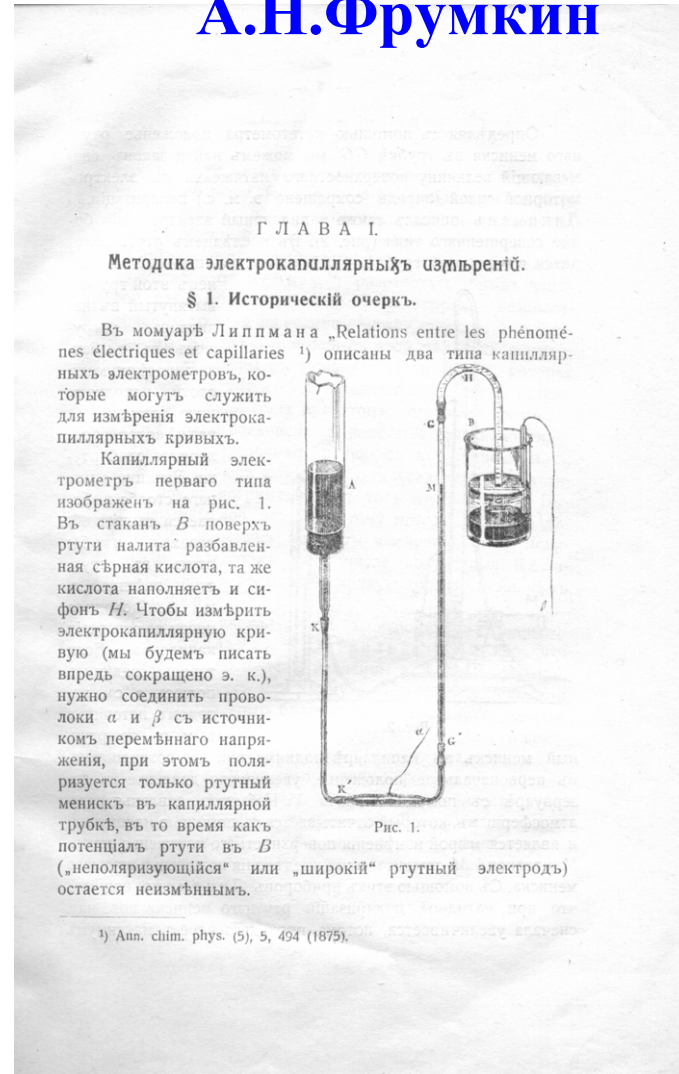 А.Н.Фрумкин
ГЛАВА I.
Методика электрокапиллярныхъ измѣреній.
§ 1. Историческій очеркъ.
Въ момуарѣ Липпмана „Relations entre les phénomé-
nes électriques et capillaries ¹) описаны два типа капилляр-
ныхъ электрометровъ, ко-
торые могутъ служить
для измѣренія электрока-
пиллярныхъ кривыхъ.
Капиллярный элек-
трометръ перваго типа
изображенъ на рис. 1.
Въ стаканъ B поверхъ
ртути налита разбавлен-
ная сѣрная кислота, та же
кислота наполняетъ и си-
фонъ H. Чтобы измѣрить
электрокапиллярную кри-
вую (мы будемъ писать
впредь сокращено э. к.),
нужно соединить прово-
локи α и β съ источни-
комъ перемѣннаго напря-
женія, при этомъ поля-
ризуется только ртутный
менискъ въ капиллярной
трубкѣ, въ то время какъ
потенціалъ ртути въ B
(„неполяризующійся“ или „широкій“ ртутный электродъ)
остается неизмѣннымъ.
A
K
K'
G
M
H
B
G'
α
β
Рис. 1.
¹) Ann. chim. phys. (5), 5, 494 (1875).